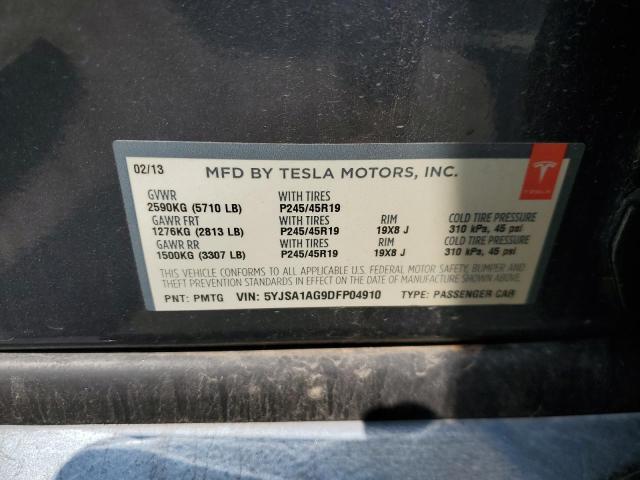 02/13 MFD BY TESLA MOTORS, INC.
TESLA
GVWR WITH TIRES
2590KG (5710 LB) P245/45R19
GAWR FRT WITH TIRES RIM COLD TIRE PRESSURE
1276KG (2813 LB) P245/45R19 19X8 J 310 kPa, 45 psi
GAWR RR WITH TIRES RIM COLD TIRE PRESSURE
1500KG (3307 LB) P245/45R19 19X8 J 310 kPa, 45 psi
THIS VEHICLE CONFORMS TO ALL APPLICABLE U.S. FEDERAL MOTOR SAFETY, BUMPER AND
THEFT PREVENTION STANDARDS IN EFFECT ON THE DATE OF MANUFACTURE SHOWN ABOVE.
PNT: PMTG VIN: 5YJSA1AG9DFP04910 TYPE: PASSENGER CAR